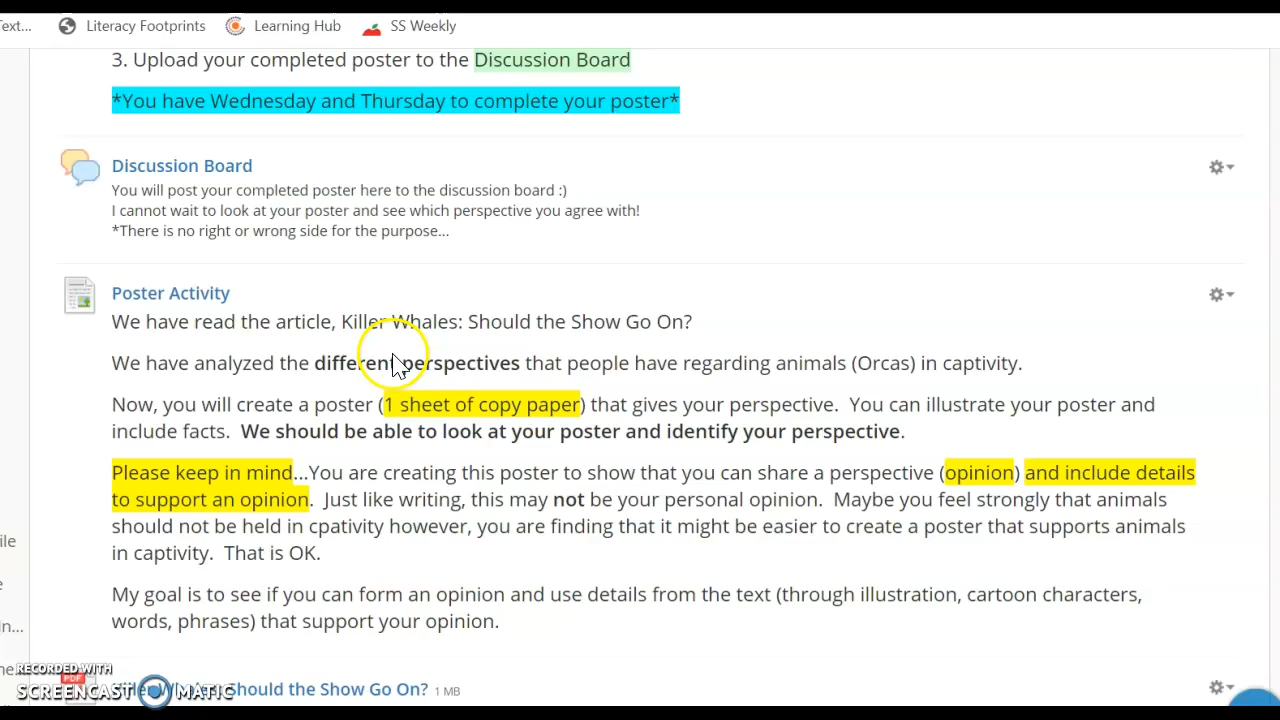 Text...
Literacy Footprints
Learning Hub
SS Weekly
3. Upload your completed poster to the Discussion Board
*You have Wednesday and Thursday to complete your poster*
Discussion Board
You will post your completed poster here to the discussion board :)
I cannot wait to look at your poster and see which perspective you agree with!
*There is no right or wrong side for the purpose...
Poster Activity
We have read the article, Killer Whales: Should the Show Go On?
We have analyzed the different perspectives that people have regarding animals (Orcas) in captivity.
Now, you will create a poster (1 sheet of copy paper) that gives your perspective.  You can illustrate your poster and
include facts.  We should be able to look at your poster and identify your perspective.
Please keep in mind...You are creating this poster to show that you can share a perspective (opinion) and include details
to support an opinion.  Just like writing, this may not be your personal opinion.  Maybe you feel strongly that animals
should not be held in cpativity however, you are finding that it might be easier to create a poster that supports animals
in captivity.  That is OK.
My goal is to see if you can form an opinion and use details from the text (through illustration, cartoon characters,
words, phrases) that support your opinion.
RECORDED WITH
SCREENCAST MATIC
PDF
Should the Show Go On? 1 MB